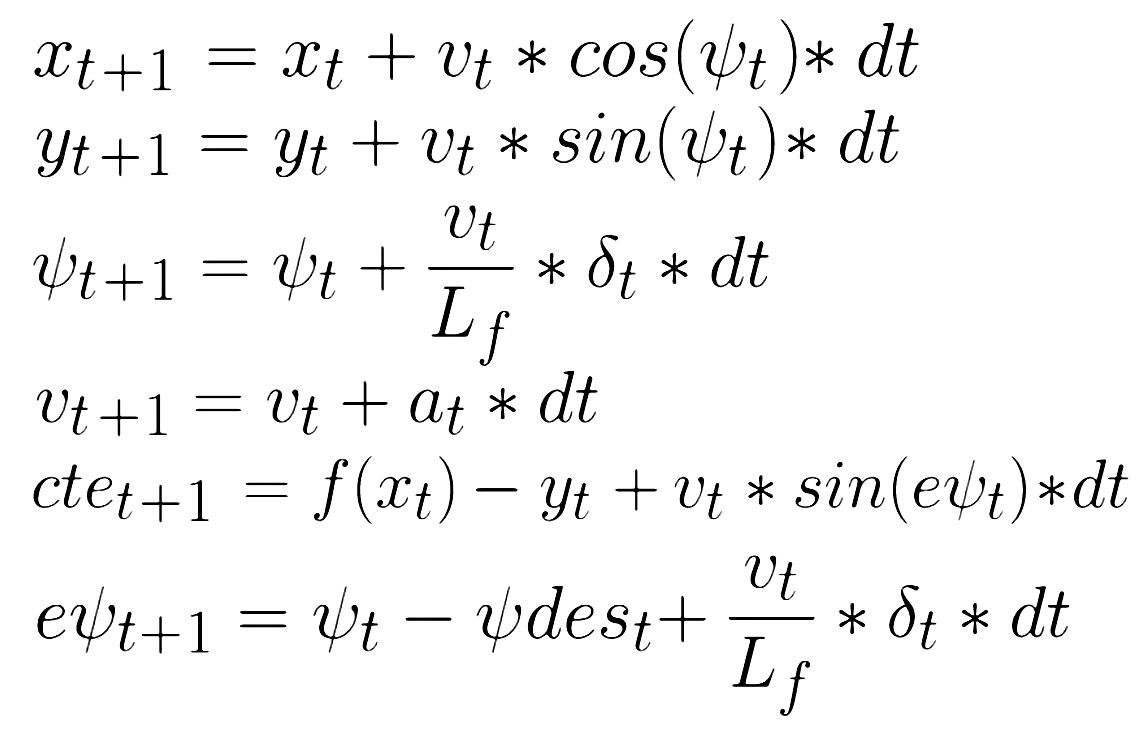 x_{t+1} = x_t + v_t * cos(ψ_t) * dt
y_{t+1} = y_t + v_t * sin(ψ_t) * dt
ψ_{t+1} = ψ_t + \frac{v_t}{L_f} * δ_t * dt
v_{t+1} = v_t + a_t * dt
cte_{t+1} = f(x_t) − y_t + v_t * sin(eψ_t) * dt
eψ_{t+1} = ψ_t − ψdes_t + \frac{v_t}{L_f} * δ_t * dt